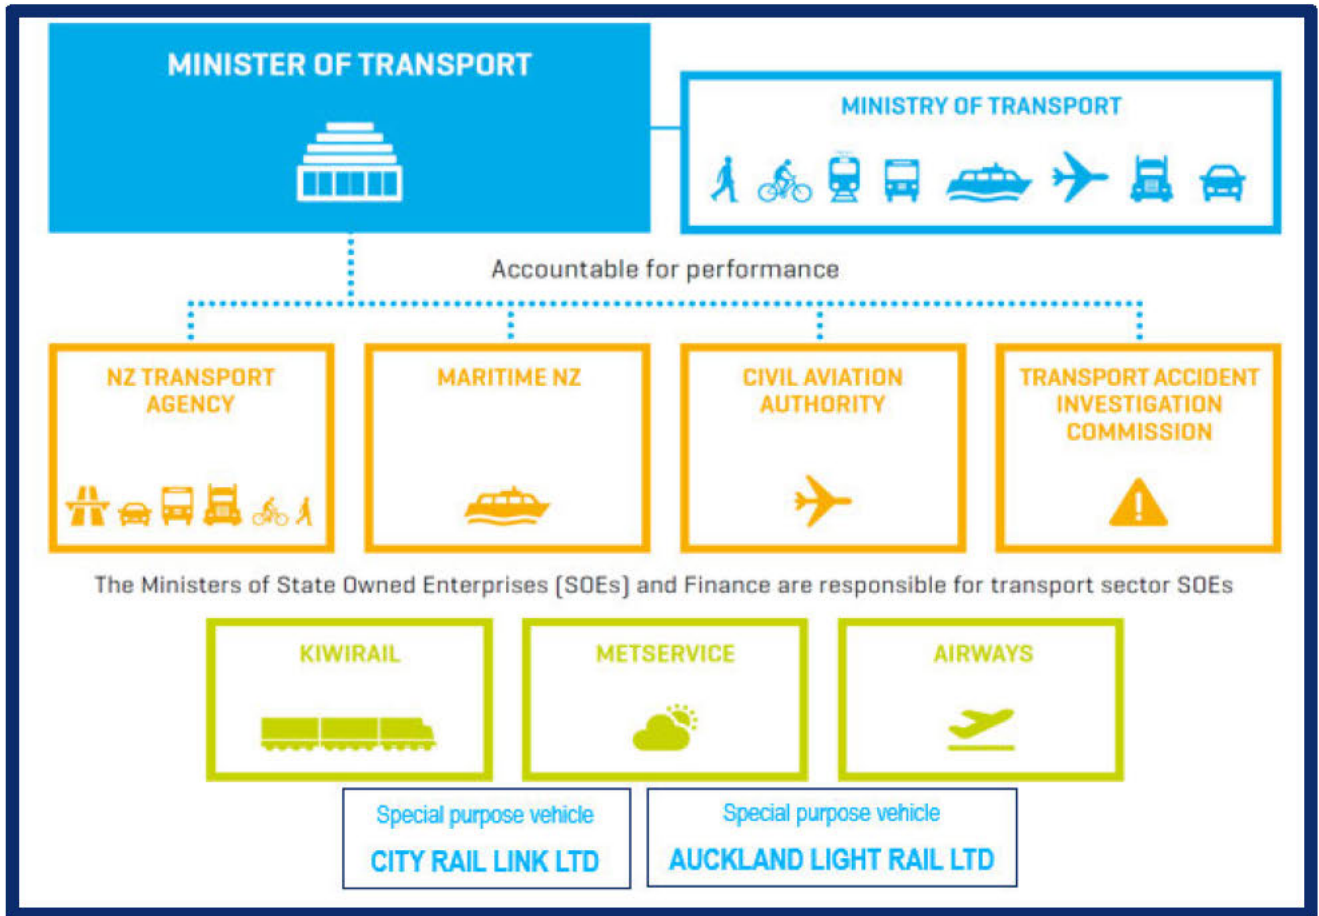 MINISTER OF TRANSPORT
MINISTRY OF TRANSPORT
Accountable for performance
NZ TRANSPORT
AGENCY
MARITIME NZ
CIVIL AVIATION
AUTHORITY
TRANSPORT ACCIDENT
INVESTIGATION
COMMISSION
The Ministers of State Owned Enterprises (SOEs) and Finance are responsible for transport sector SOEs
KIWIRAIL
METSERVICE
AIRWAYS
Special purpose vehicle
CITY RAIL LINK LTD
Special purpose vehicle
AUCKLAND LIGHT RAIL LTD